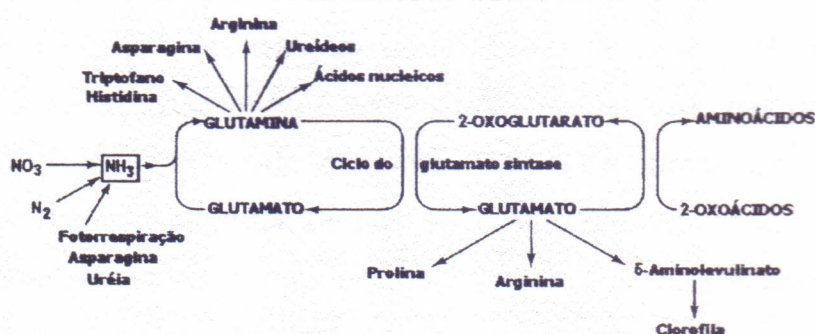 Arginina
Asparagina
Ureídeos
Triptofano
Histidina
Ácidos nucleicos
GLUTAMINA
2-OXOGLUTARATO
AMINOÁCIDOS
NO3
NH3
Ciclo do glutamato sintase
N2
GLUTAMATO
GLUTAMATO
2-OXOÁCIDOS
Fotorrespiração
Asparagina
Uréia
Prolina
Arginina
δ-Aminolevulinato
Clorofila